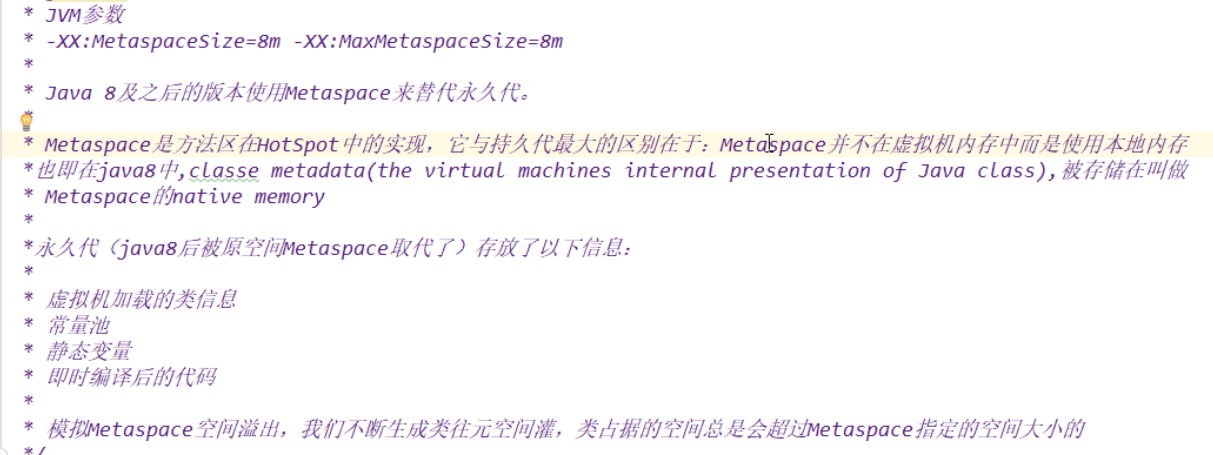 * JVM参数
* -XX:MetaspaceSize=8m -XX:MaxMetaspaceSize=8m
*
* Java 8及之后的版本使用Metaspace来替代永久代。
*
* Metaspace是方法区在HotSpot中的实现，它与持久代最大的区别在于：Metaspace并不在虚拟机内存中而是使用本地内存
*也即在java8中,classe metadata(the virtual machines internal presentation of Java class),被存储在叫做
* Metaspace的native memory
*
*永久代（java8后被原空间Metaspace取代了）存放了以下信息：
*
* 虚拟机加载的类信息
* 常量池
* 静态变量
* 即时编译后的代码
*
* 模拟Metaspace空间溢出，我们不断生成类往元空间灌，类占据的空间总是会超过Metaspace指定的空间大小的
*/